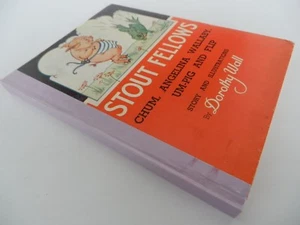 STOUT FELLOWS
CHUM, ANGELINA WALLABY,
UM-PIG AND FLIP
STORY AND ILLUSTRATIONS
By Dorothy Wall